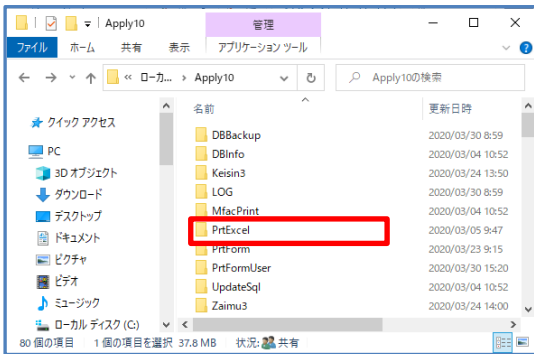 Apply10
管理
ファイル ホーム 共有 表示 アプリケーション ツール
« ローカ... › Apply10
Apply10の検索
名前 更新日時
クイック アクセス
PC
3D オブジェクト
ダウンロード
デスクトップ
ドキュメント
ピクチャ
ビデオ
ミュージック
ローカル ディスク (C:)
DBBackup 2020/03/30 8:59
DBInfo 2020/03/04 10:52
Keisin3 2020/03/24 13:50
LOG 2020/03/30 8:59
MfacPrint 2020/03/04 10:52
PrtExcel 2020/03/05 9:47
PrtForm 2020/03/23 9:15
PrtFormUser 2020/03/30 15:20
UpdateSql 2020/03/04 10:52
Zaimu3 2020/03/24 14:00
80 個の項目 1 個の項目を選択 37.8 MB 状況: 共有